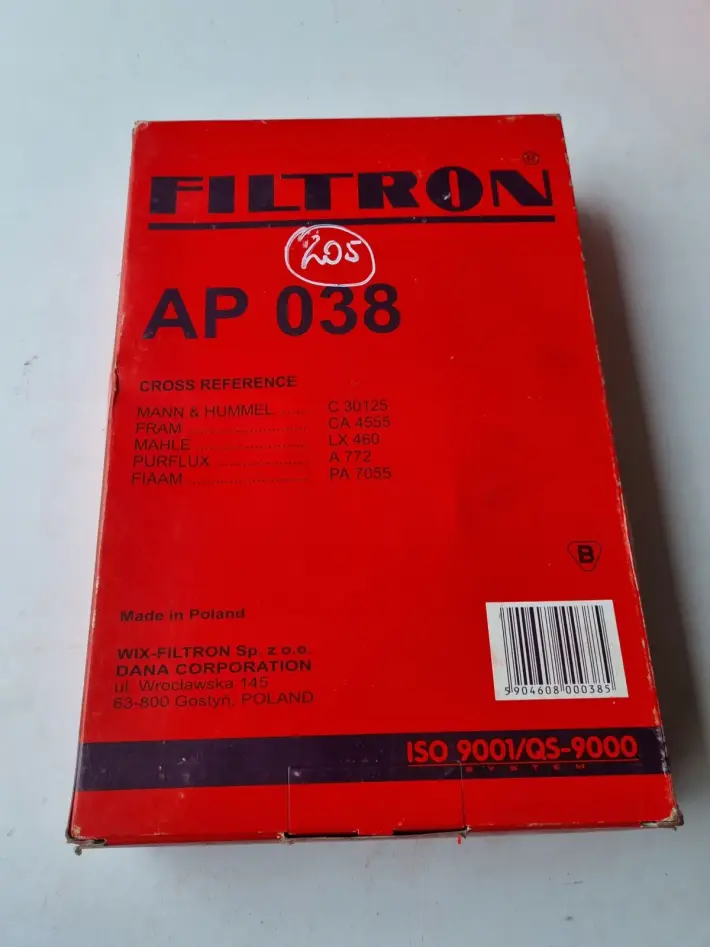 FILTRON®
205
AP 038
CROSS REFERENCE
MANN & HUMMEL ...... C 30125
FRAM ........................ CA 4555
MAHLE ....................... LX 460
PURFLUX .................. A 772
FIAAM ........................ PA 7055
B
Made in Poland
WIX-FILTRON Sp. z o.o.
DANA CORPORATION
ul. Wrocławska 145
63-800 Gostyń, POLAND
5 904608 000385
ISO 9001/QS-9000
SYSTEM